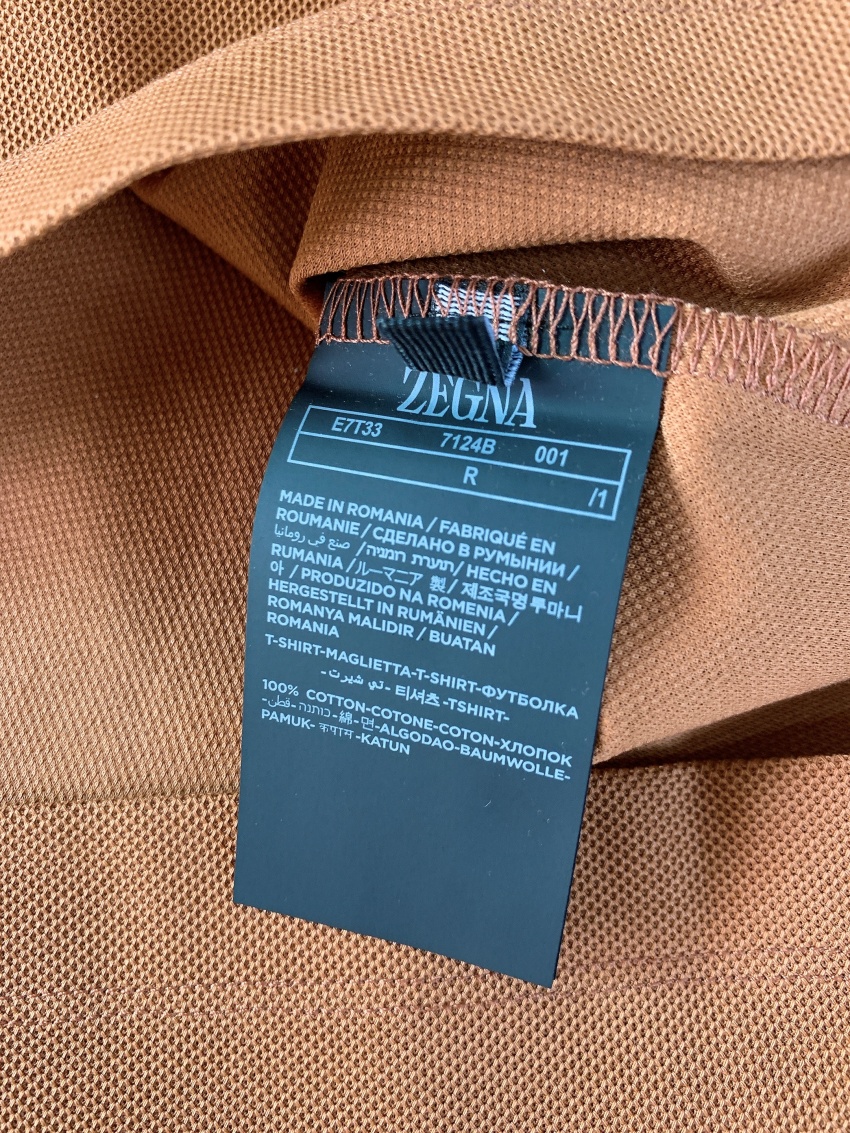 ZEGNA
E7T33 7124B 001
R /1
MADE IN ROMANIA / FABRIQUÉ EN
ROUMANIE / СДЕЛАНО В РУМЫНИИ /
صنع في رومانيا / תוצרת רומניה / HECHO EN
RUMANIA / ルーマニア 製 / 제조국명 루마니
아 / PRODUZIDO NA ROMENIA /
HERGESTELLT IN RUMÄNIEN /
ROMANYA MALIDIR / BUATAN
ROMANIA
T-SHIRT-MAGLIETTA-T-SHIRT-ФУТБОЛКА
-تي شيرت- 티셔츠 -TSHIRT-
100% COTTON-COTONE-COTON-ХЛОПОК
-قطن- כותנה -綿- 면 -ALGODAO-BAUMWOLLE-
PAMUK- कपास -KATUN